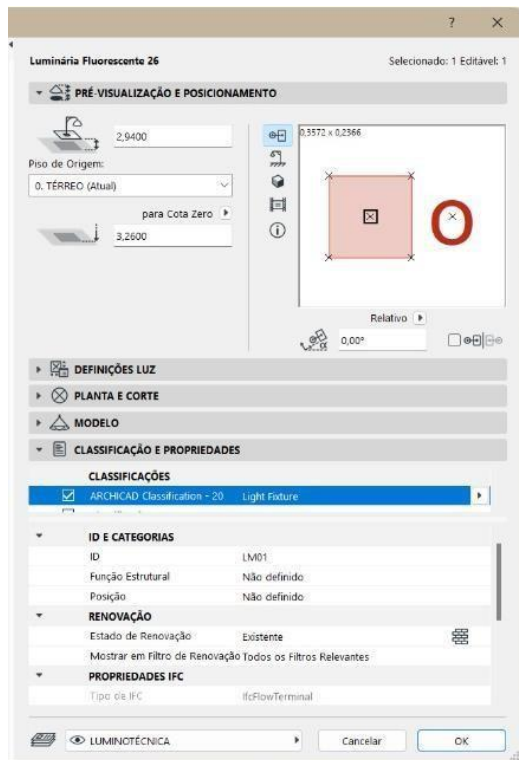 ? ×
Luminária Fluorescente 26 Selecionado: 1 Editável: 1
PRÉ-VISUALIZAÇÃO E POSICIONAMENTO
2,9400
0,3572 x 0,2366
Piso de Origem:
0. TÉRREO (Atual)
para Cota Zero
3,2600
O
Relativo
α 0,00°
DEFINIÇÕES LUZ
PLANTA E CORTE
MODELO
CLASSIFICAÇÃO E PROPRIEDADES
CLASSIFICAÇÕES
ARCHICAD Classification - 20 Light Fixture
ID E CATEGORIAS
ID LM01
Função Estrutural Não definido
Posição Não definido
RENOVAÇÃO
Estado de Renovação Existente
Mostrar em Filtro de Renovação Todos os Filtros Relevantes
PROPRIEDADES IFC
Tipo de IFC IfcFlowTerminal
LUMINOTÉCNICA Cancelar OK